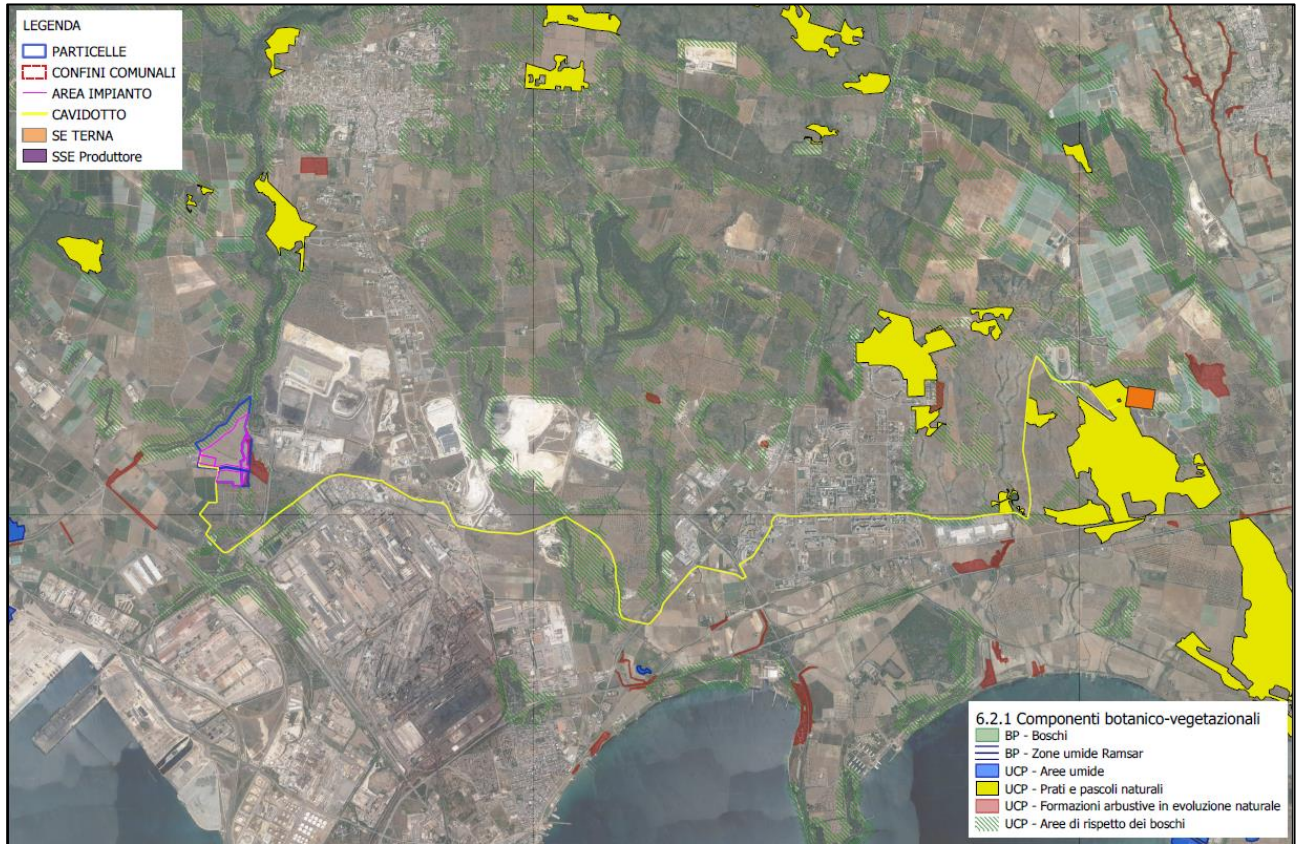 LEGENDA
PARTICELLE
CONFINI COMUNALI
AREA IMPIANTO
CAVIDOTTO
SE TERNA
SSE Produttore
6.2.1 Componenti botanico-vegetazionali
BP - Boschi
BP - Zone umide Ramsar
UCP - Aree umide
UCP - Prati e pascoli naturali
UCP - Formazioni arbustive in evoluzione naturale
UCP - Aree di rispetto dei boschi